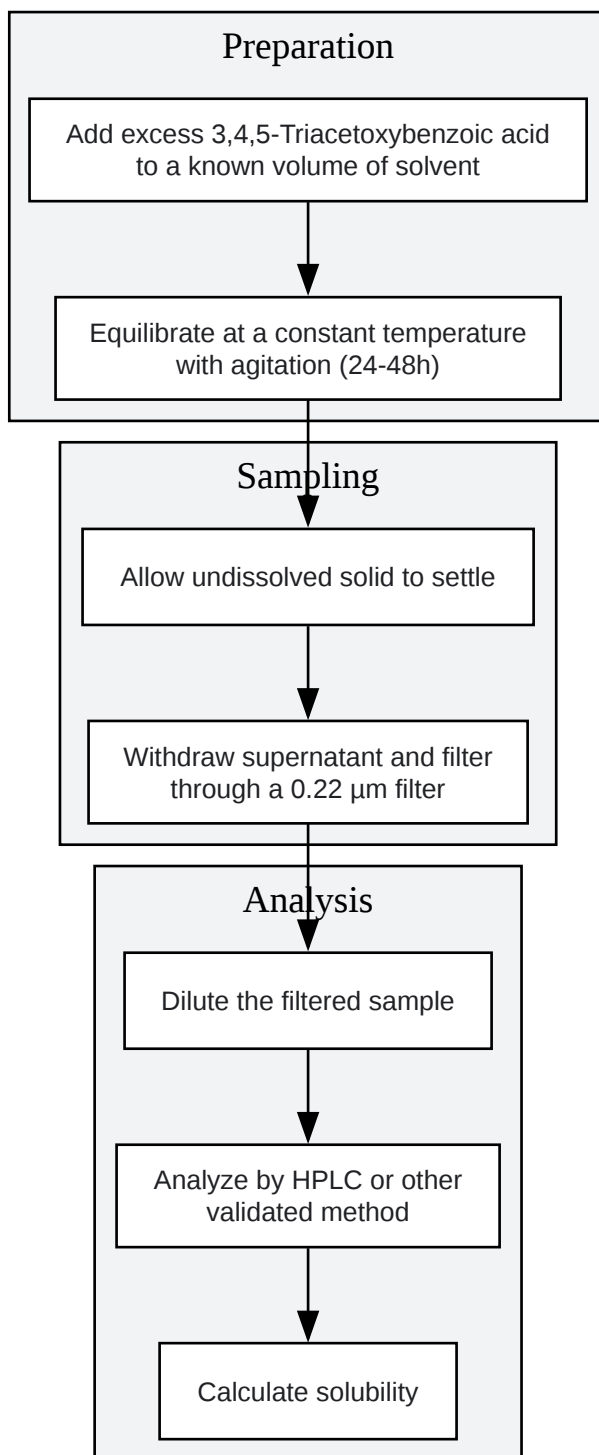 Preparation
Add excess 3,4,5-Triacetoxybenzoic acid
to a known volume of solvent
Equilibrate at a constant temperature
with agitation (24-48h)
Sampling
Allow undissolved solid to settle
Withdraw supernatant and filter
through a 0.22 µm filter
Analysis
Dilute the filtered sample
Analyze by HPLC or other
validated method
Calculate solubility